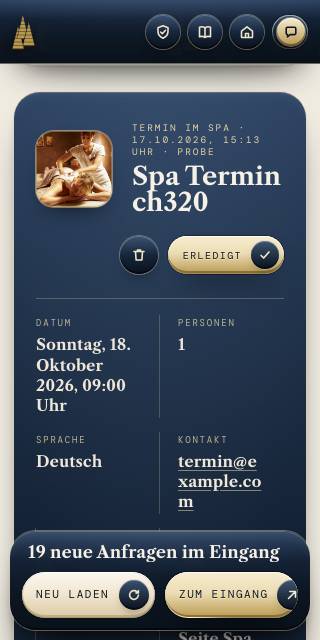 TERMIN IM SPA ·
17.10.2026, 15:13
UHR · PROBE
Spa Termin
ch320
ERLEDIGT
DATUM
Sonntag, 18.
Oktober
2026, 09:00
Uhr
PERSONEN
1
SPRACHE
Deutsch
KONTAKT
termin@e
xample.co
m
19 neue Anfragen im Eingang
NEU LADEN
ZUM EINGANG
Seite Spa